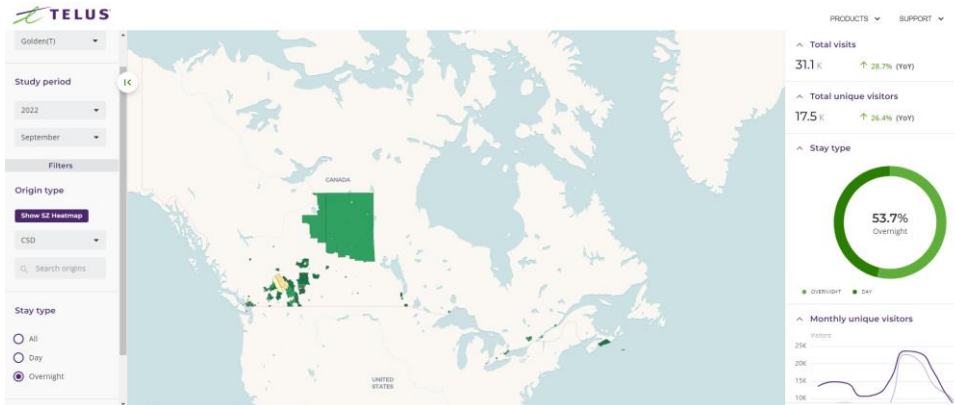 TELUS
PRODUCTS
SUPPORT
Golden(T)
Study period
2022
September
Filters
Origin type
Show SZ Heatmap
CSD
Search origins
Stay type
All
Day
Overnight
CANADA
UNITED
STATES
Total visits
31.1 K ↑ 28.7% (YoY)
Total unique visitors
17.5 K ↑ 26.4% (YoY)
Stay type
53.7%
Overnight
OVERNIGHT DAY
Monthly unique visitors
Visitors
25K
20K
15K
10K